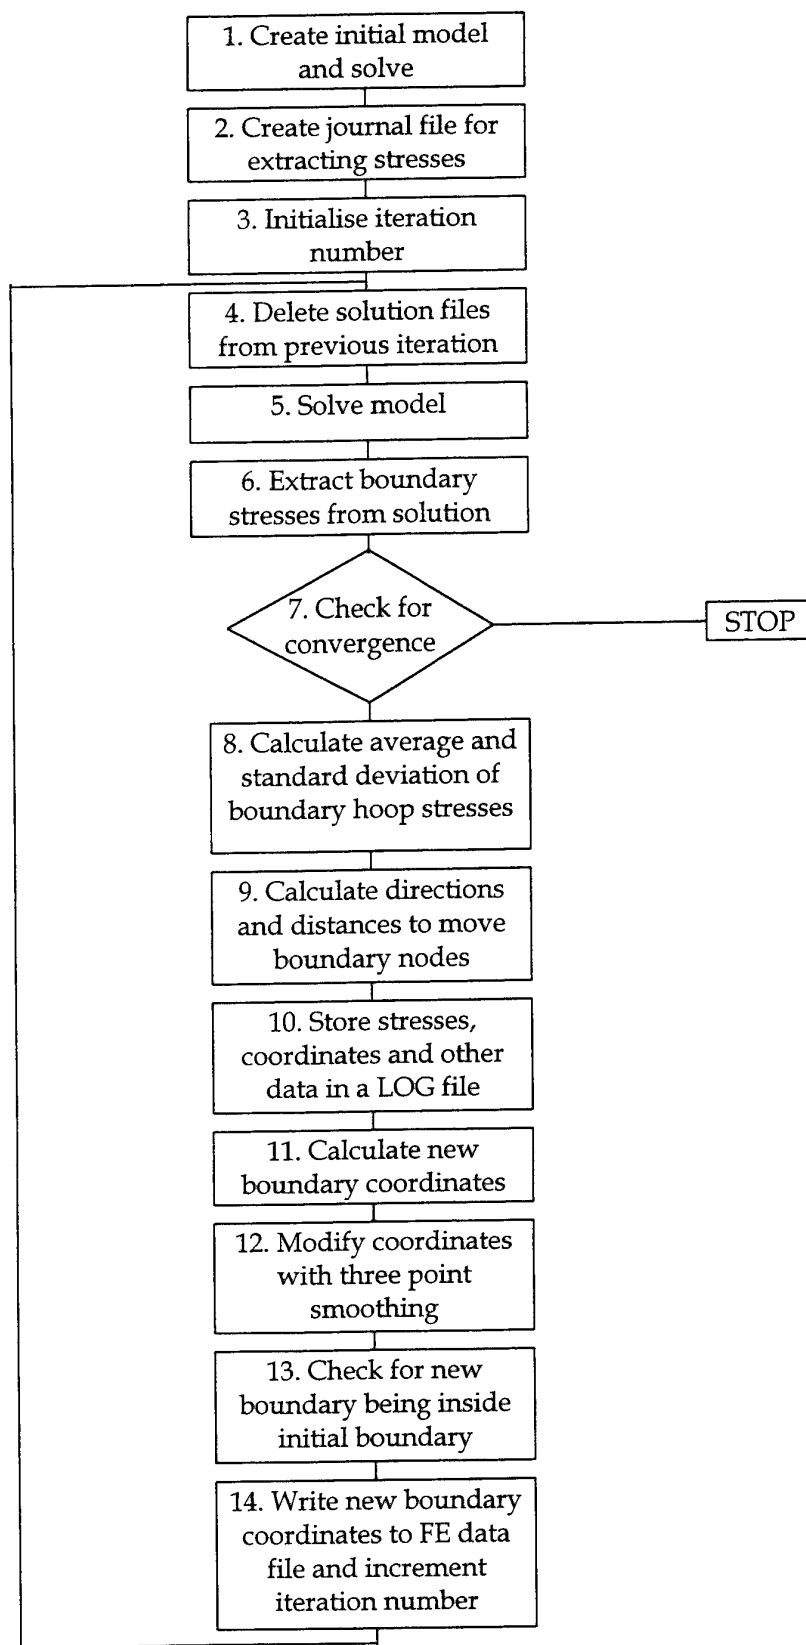 1. Create initial model
and solve
2. Create journal file for
extracting stresses
3. Initialise iteration
number
4. Delete solution files
from previous iteration
5. Solve model
6. Extract boundary
stresses from solution
7. Check for
convergence
STOP
8. Calculate average and
standard deviation of
boundary hoop stresses
9. Calculate directions
and distances to move
boundary nodes
10. Store stresses,
coordinates and other
data in a LOG file
11. Calculate new
boundary coordinates
12. Modify coordinates
with three point
smoothing
13. Check for new
boundary being inside
initial boundary
14. Write new boundary
coordinates to FE data
file and increment
iteration number